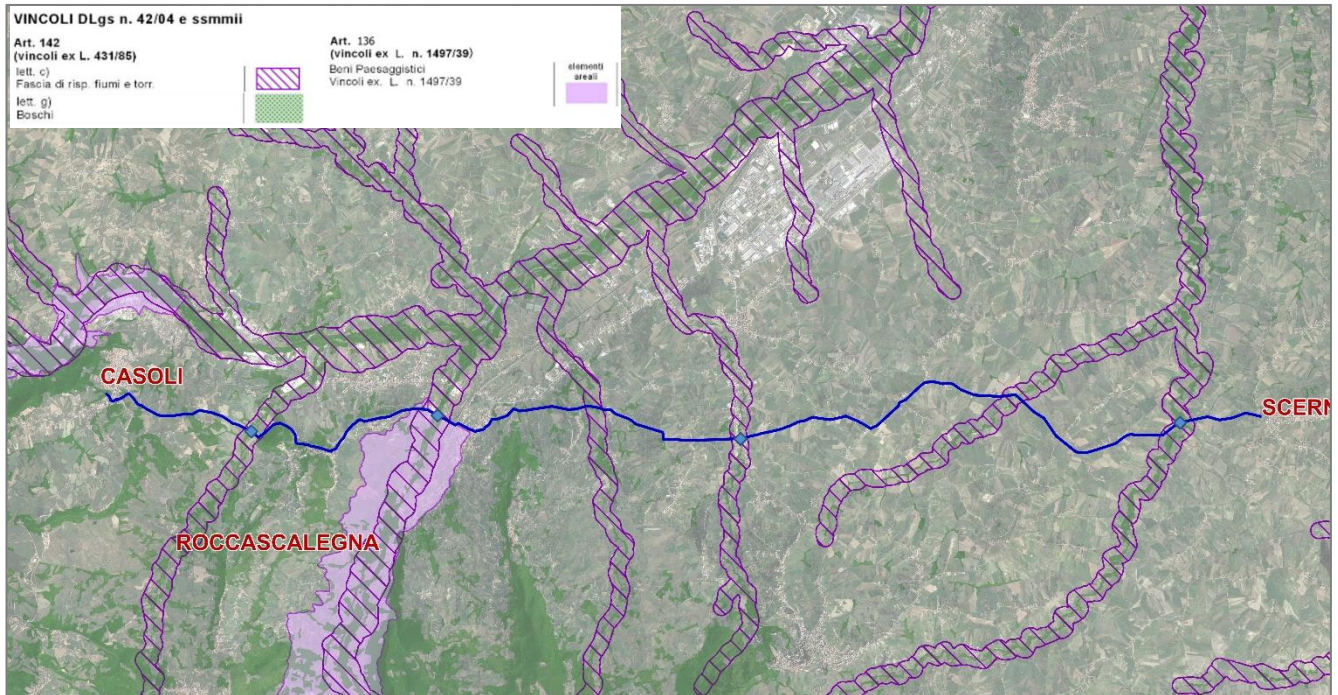 VINCOLI DLgs n. 42/04 e ssmmii
Art. 142
(vincoli ex L. 431/85)
lett. c)
Fascia di risp. fiumi e torr.
lett. g)
Boschi
Art. 136
(vincoli ex L. n. 1497/39)
Beni Paesaggistici
Vincoli ex. L. n. 1497/39
elementi
areali
CASOLI
SCERN
ROCCASCALEGNA